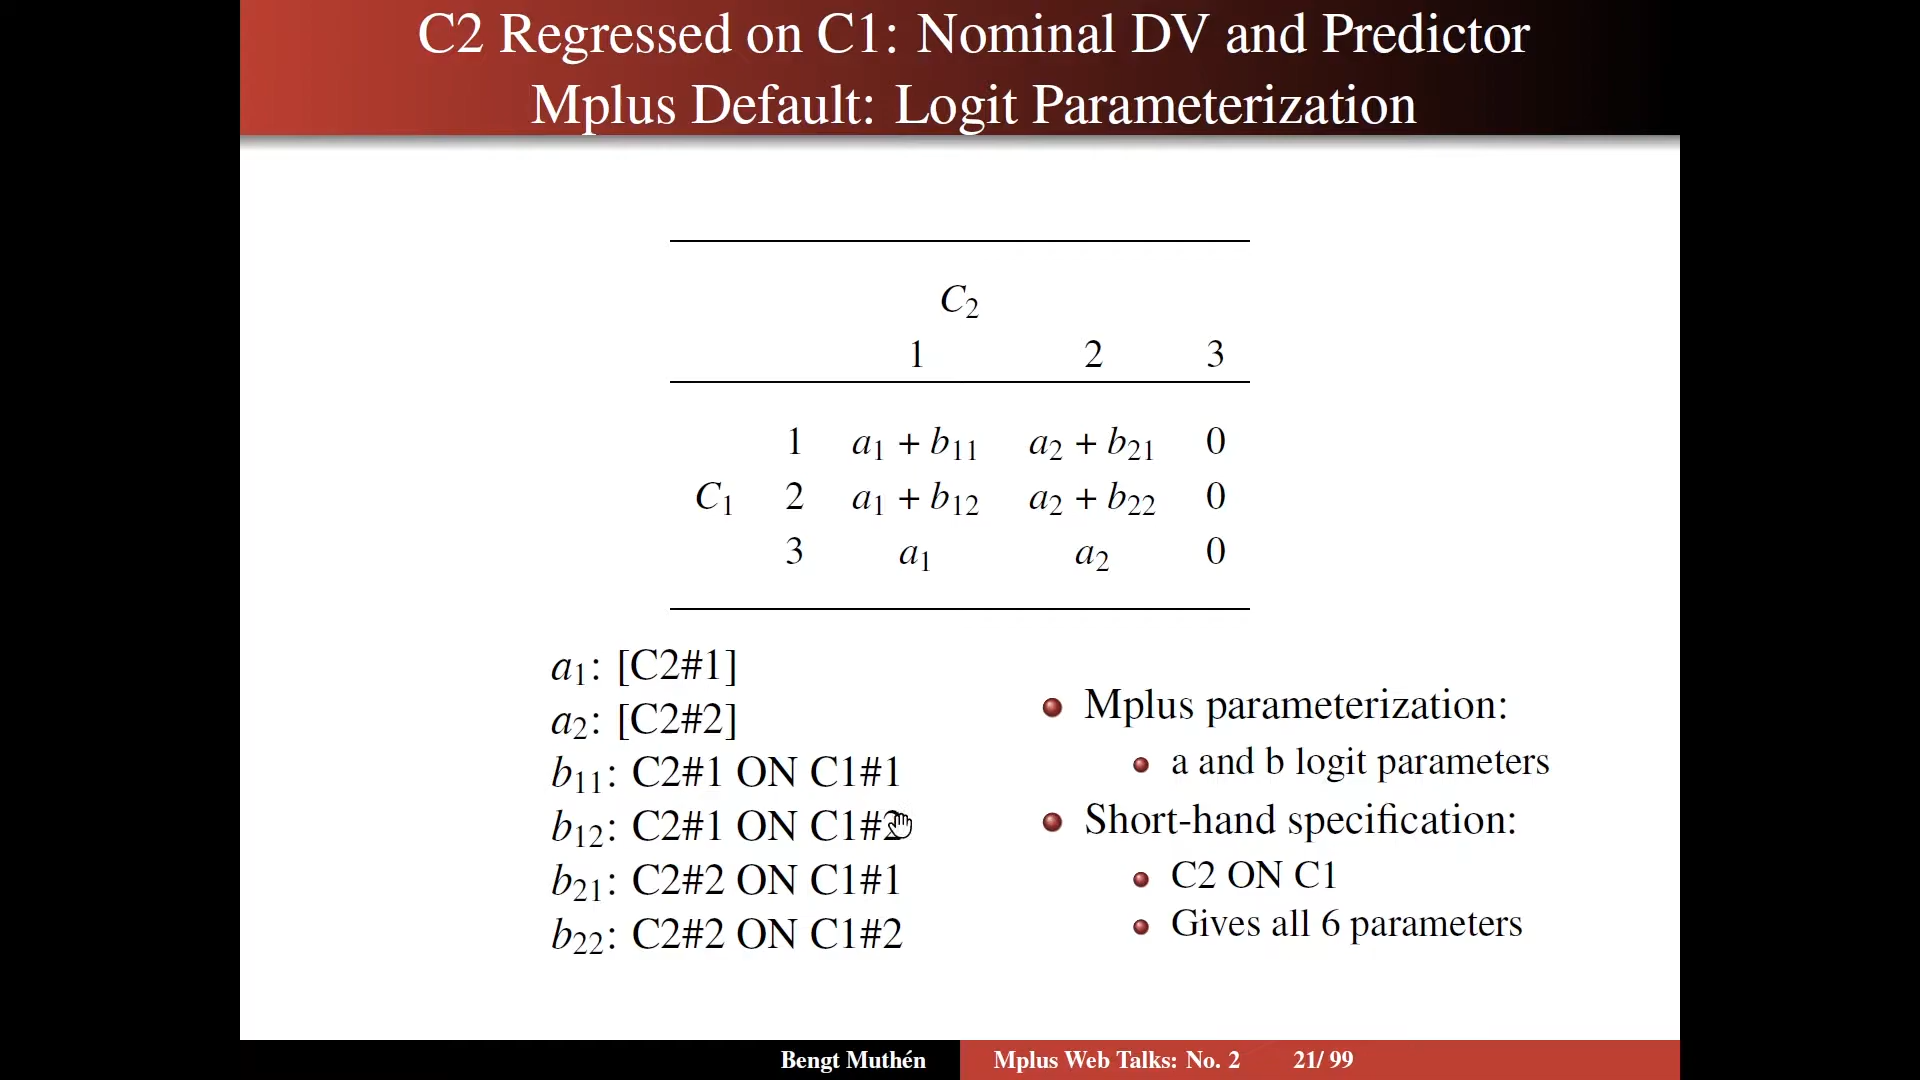 C2 Regressed on C1: Nominal DV and Predictor
Mplus Default: Logit Parameterization
C₂
1 2 3
1 a₁ + b₁₁ a₂ + b₂₁ 0
C₁ 2 a₁ + b₁₂ a₂ + b₂₂ 0
3 a₁ a₂ 0
a₁: [C2#1]
a₂: [C2#2]
b₁₁: C2#1 ON C1#1
b₁₂: C2#1 ON C1#2
b₂₁: C2#2 ON C1#1
b₂₂: C2#2 ON C1#2
Mplus parameterization:
a and b logit parameters
Short-hand specification:
C2 ON C1
Gives all 6 parameters
Bengt Muthén Mplus Web Talks: No. 2 21/ 99